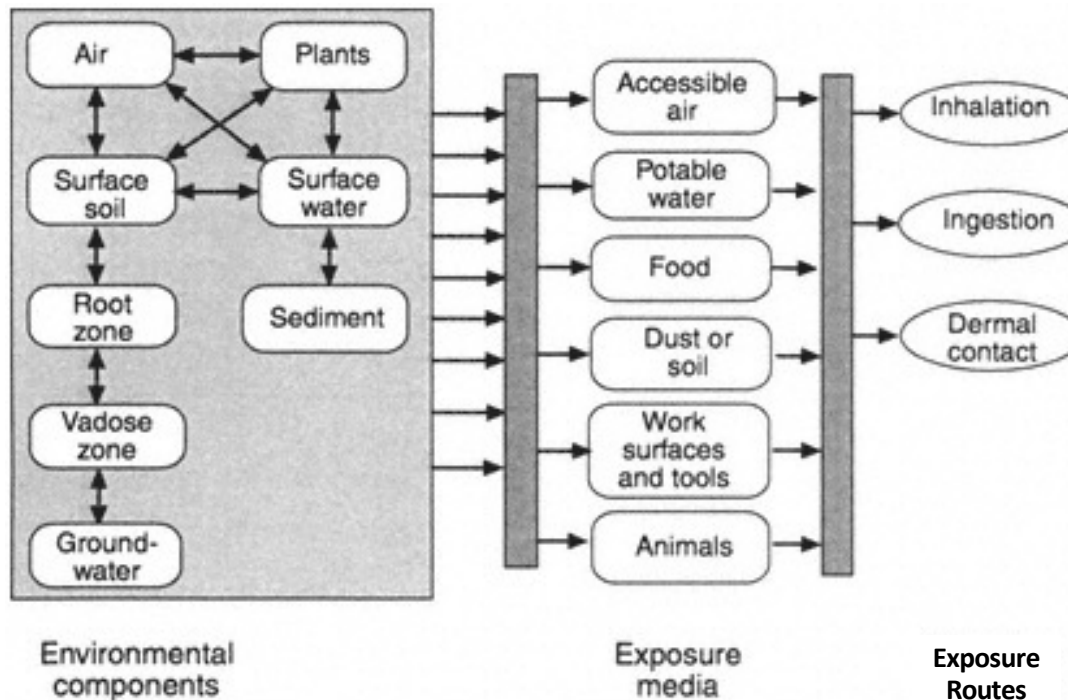 Air
Plants
Surface
soil
Surface
water
Root
zone
Sediment
Vadose
zone
Ground-
water
Environmental
components
Accessible
air
Potable
water
Food
Dust or
soil
Work
surfaces
and tools
Animals
Exposure
media
Inhalation
Ingestion
Dermal
contact
Exposure
Routes